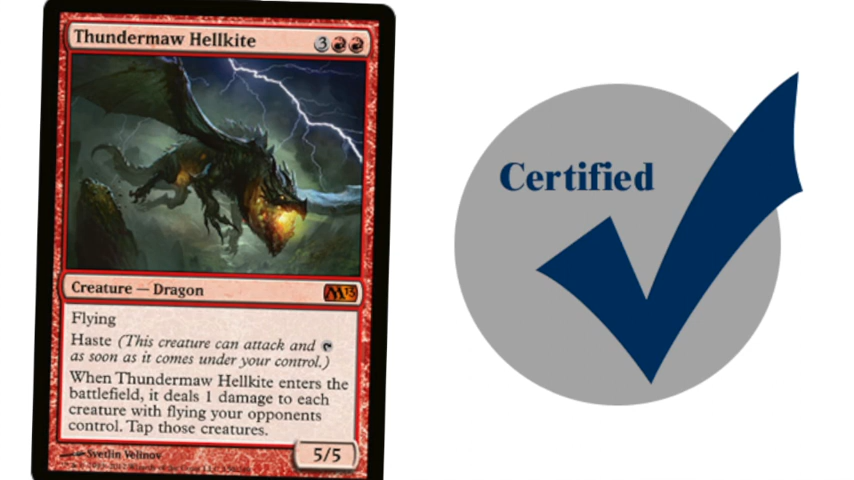 Thundermaw Hellkite 3
Creature — Dragon M13
Flying
Haste (This creature can attack and
as soon as it comes under your control.)
When Thundermaw Hellkite enters the
battlefield, it deals 1 damage to each
creature with flying your opponents
control. Tap those creatures.
5/5
Svetlin Velinov
Certified